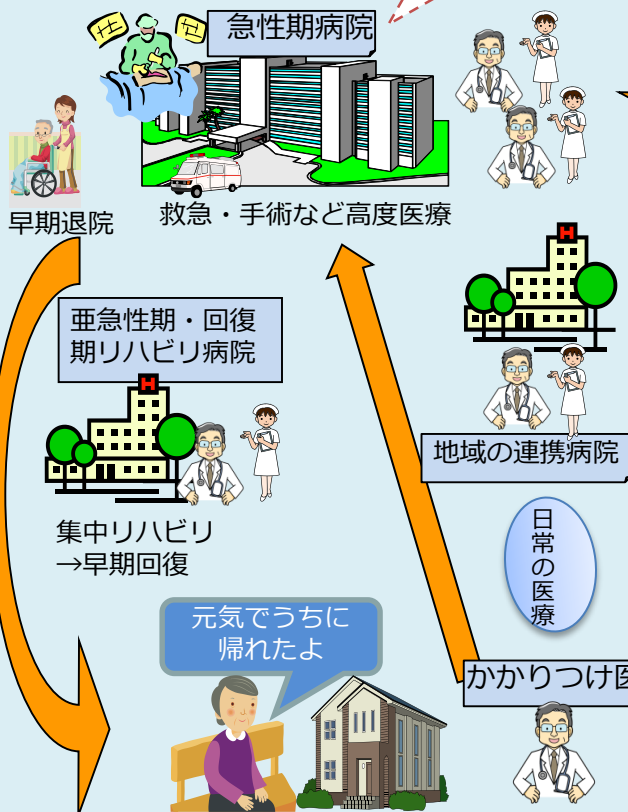 急性期病院
早期退院
救急・手術など高度医療
亜急性期・回復
期リハビリ病院
H
H
地域の連携病院
集中リハビリ
→早期回復
日常の医療
元気でうちに
帰れたよ
かかりつけ医